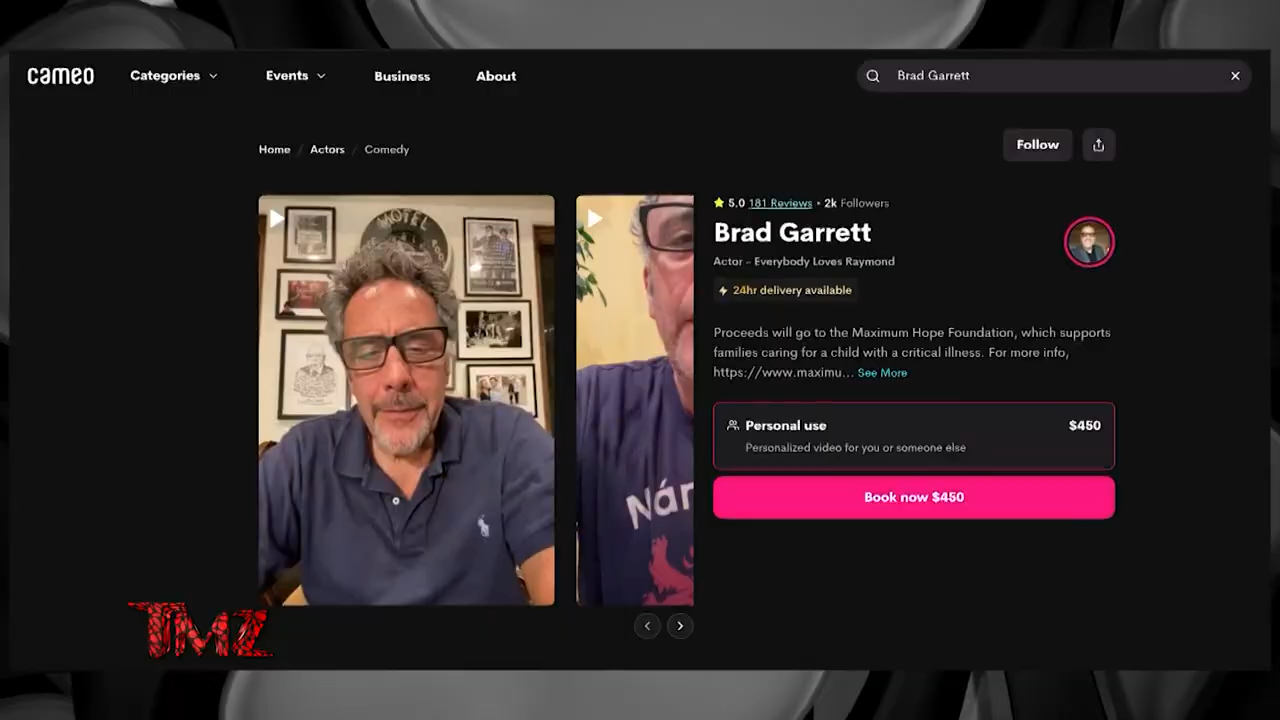 cameo
Categories
Events
Business
About
Brad Garrett
Home / Actors / Comedy
Follow
MOTEL
5.0 181 Reviews • 2k Followers
Brad Garrett
Actor - Everybody Loves Raymond
24hr delivery available
Proceeds will go to the Maximum Hope Foundation, which supports
families caring for a child with a critical illness. For more info,
https://www.maximu... See More
Personal use $450
Personalized video for you or someone else
Book now $450
Nár
TMZ